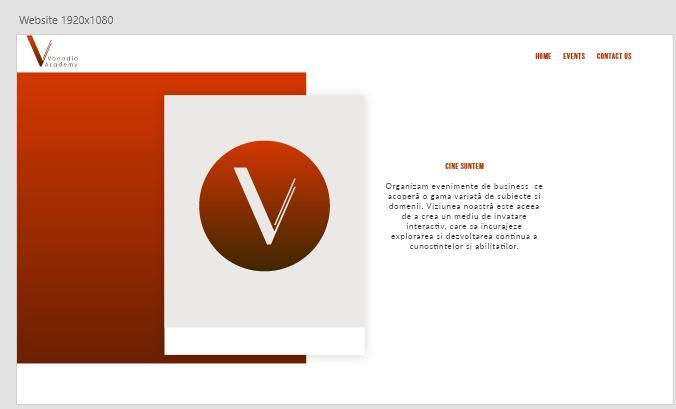 Website 1920x1080
Vanadia
Academy
HOME EVENTS CONTACT US
CINE SUNTEM
Organizam evenimente de business ce
acoperă o gama variată de subiecte si
domenii. Viziunea noastră este aceea
de a crea un mediu de invatare
interactiv, care sa incurajeze
explorarea si dezvoltarea continua a
cunostintelor si abilitatilor.
V